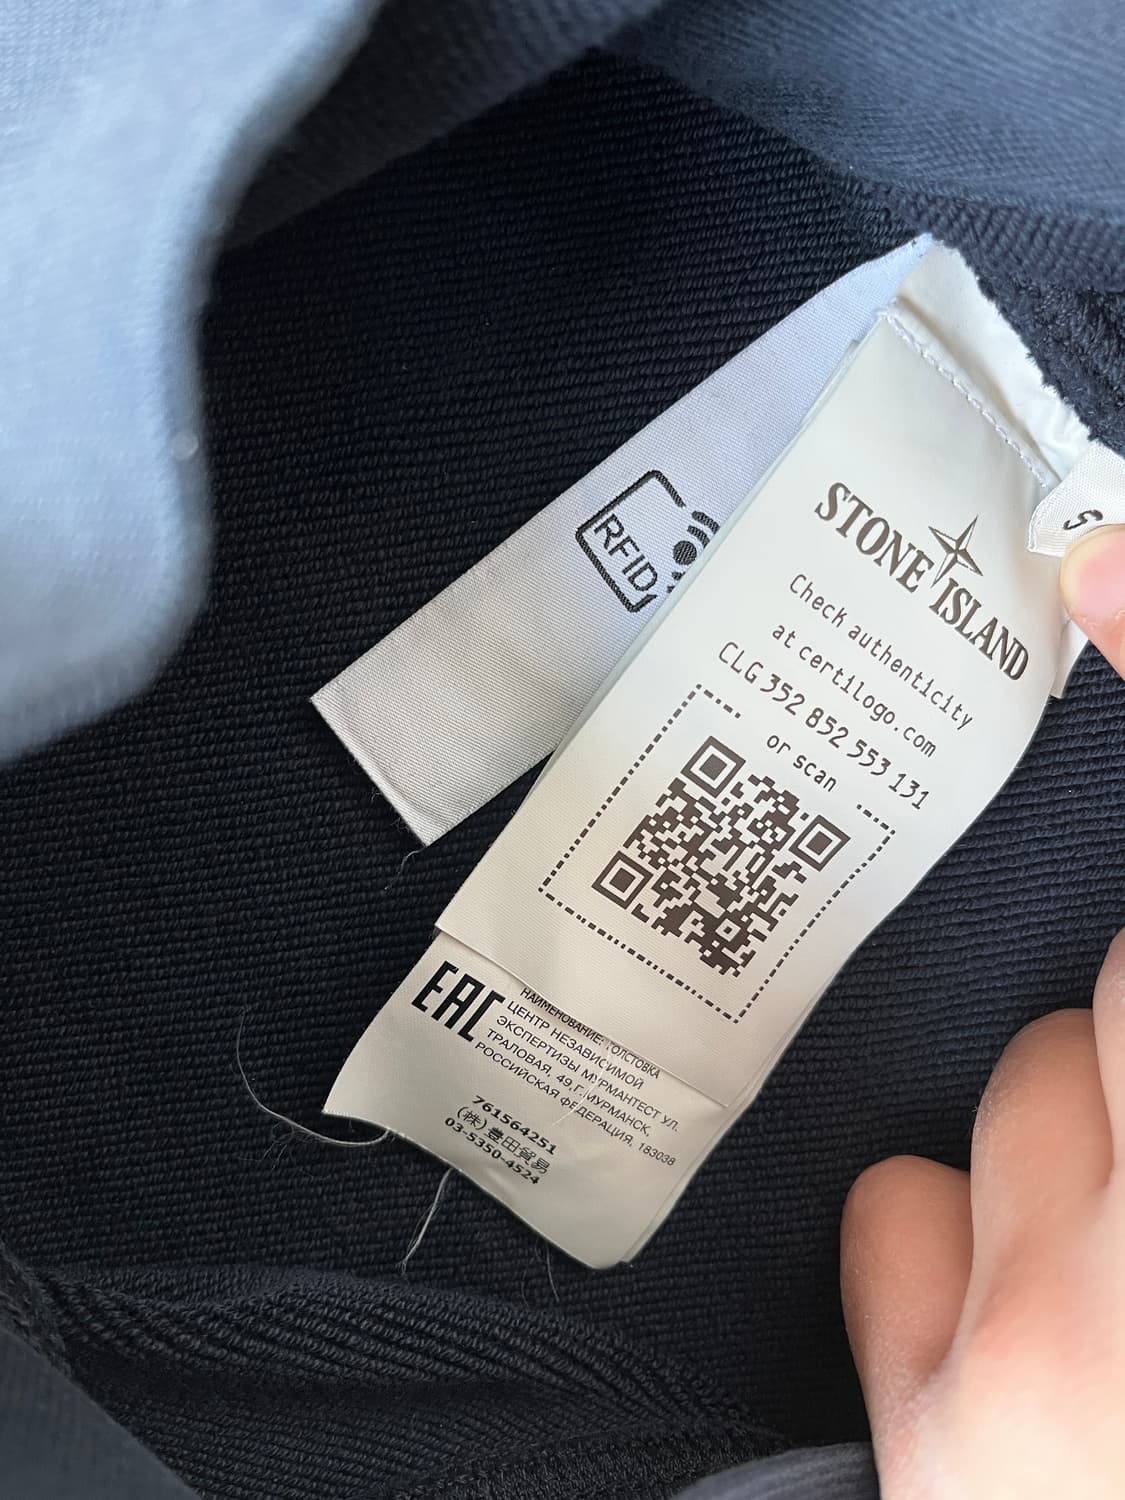 RFID
S
STONE ISLAND
Check authenticity
at certilogo.com
CLG 352 852 553 131
or scan
EAC
НАИМЕНОВАНИЕ: ТОЛСТОВКА
ЦЕНТР НЕЗАВИСИМОЙ
ЭКСПЕРТИЗЫ МУРМАНТЕСТ УЛ.
ТРАЛОВАЯ, 49,Г.МУРМАНСК,
РОССИЙСКАЯ ФЕДЕРАЦИЯ, 183038
761564251
(株)豊田貿易
03-5350-4524